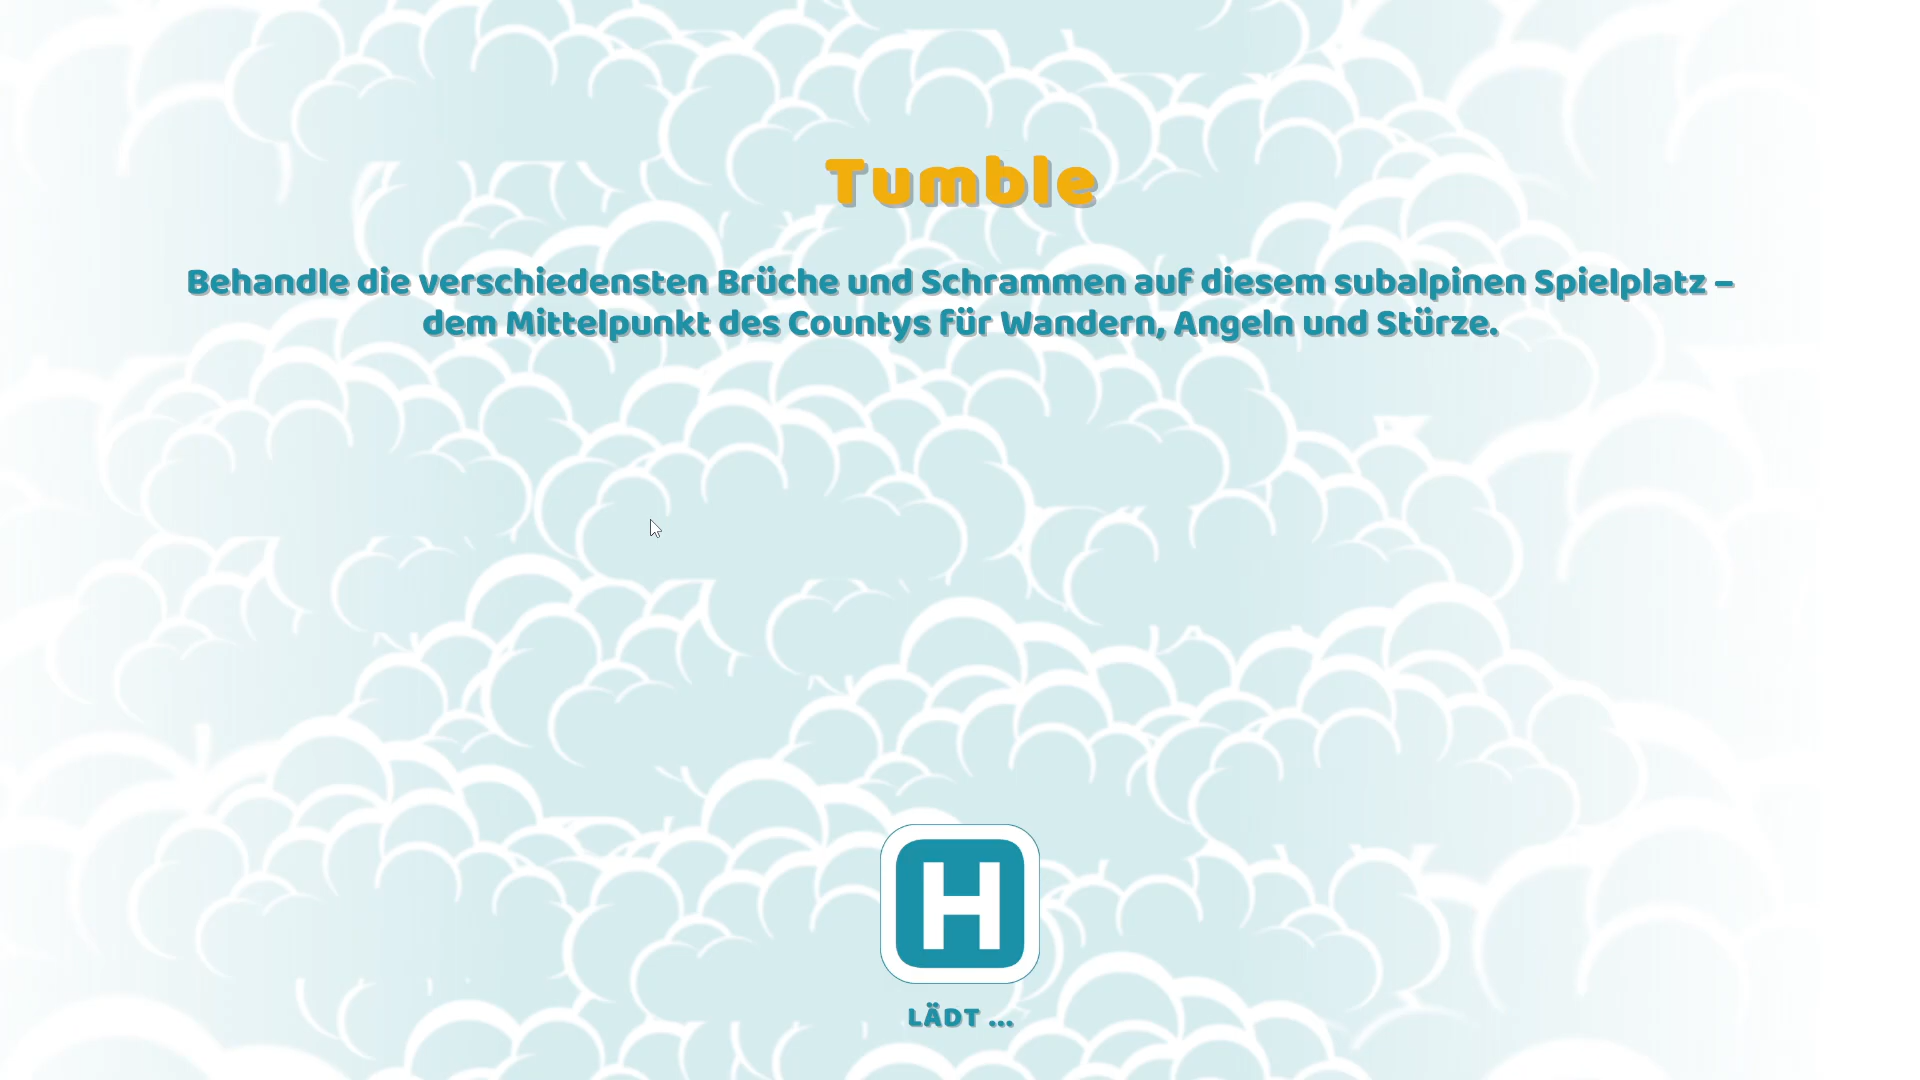 Tumble
Behandle die verschiedensten Brüche und Schrammen auf diesem subalpinen Spielplatz –
dem Mittelpunkt des Countys für Wandern, Angeln und Stürze.
H
LÄDT ...